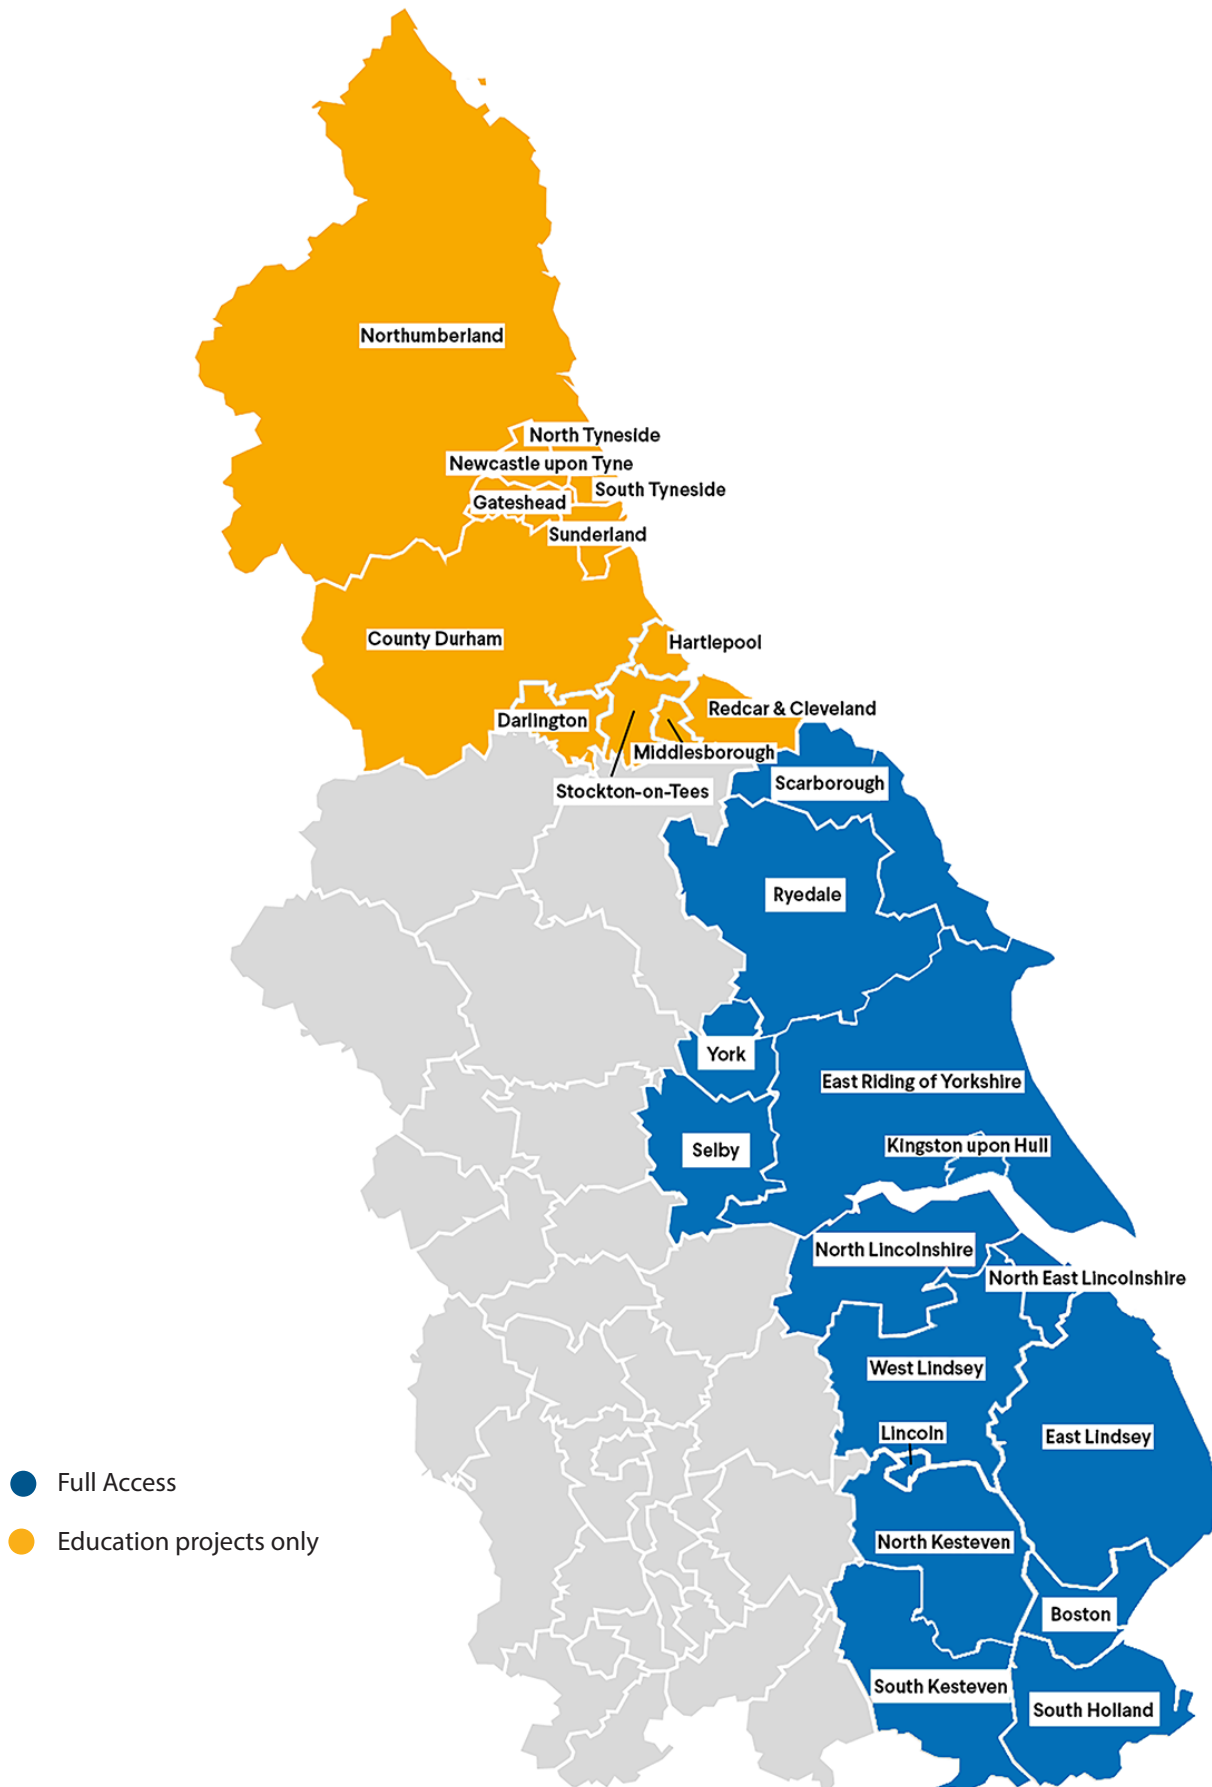 Northumberland
North Tyneside
Newcastle upon Tyne
South Tyneside
Gateshead
Sunderland
County Durham
Hartlepool
Redcar & Cleveland
Darlington
Middlesborough
Scarborough
Stockton-on-Tees
Ryedale
York
East Riding of Yorkshire
Kingston upon Hull
Selby
North Lincolnshire
North East Lincolnshire
West Lindsey
Lincoln
East Lindsey
Full Access
Education projects only
North Kesteven
Boston
South Kesteven
South Holland